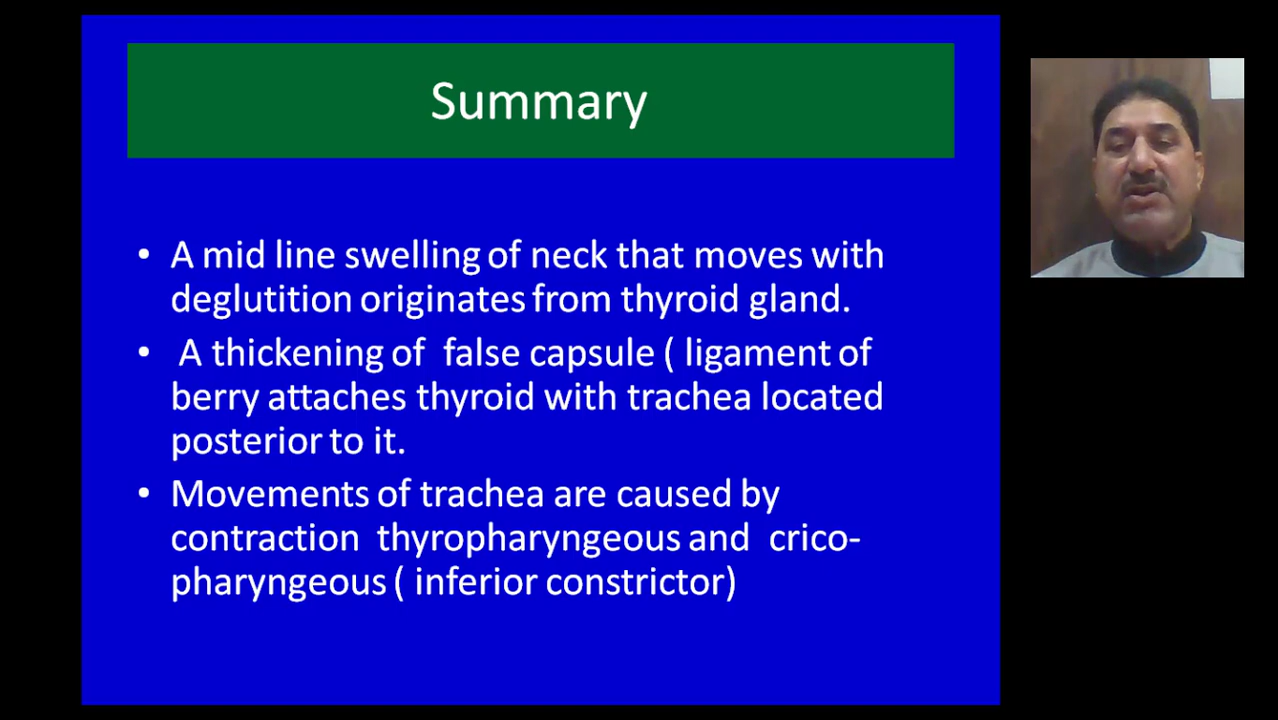 Summary
• A mid line swelling of neck that moves with
deglutition originates from thyroid gland.
• A thickening of false capsule ( ligament of
berry attaches thyroid with trachea located
posterior to it.
• Movements of trachea are caused by
contraction thyropharyngeous and crico-
pharyngeous ( inferior constrictor)